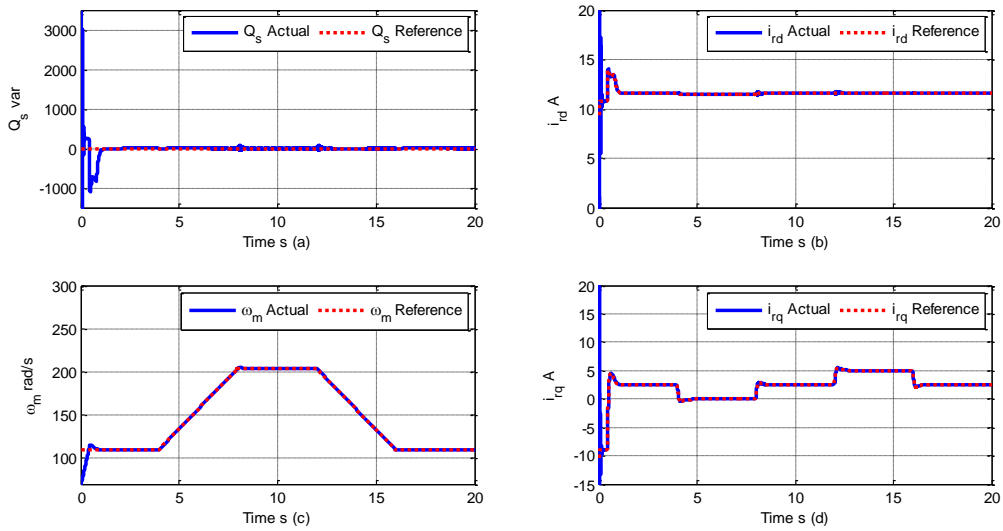 Q_s Actual Q_s Reference
3000
2000
1000
0
-1000
Q_s var
0 5 10 15 20
Time s (a)
i_rd Actual i_rd Reference
20
15
10
5
0
i_rd A
0 5 10 15 20
Time s (b)
ω_m Actual ω_m Reference
300
250
200
150
100
ω_m rad/s
0 5 10 15 20
Time s (c)
i_rq Actual i_rq Reference
20
15
10
5
0
-5
-10
-15
i_rq A
0 5 10 15 20
Time s (d)